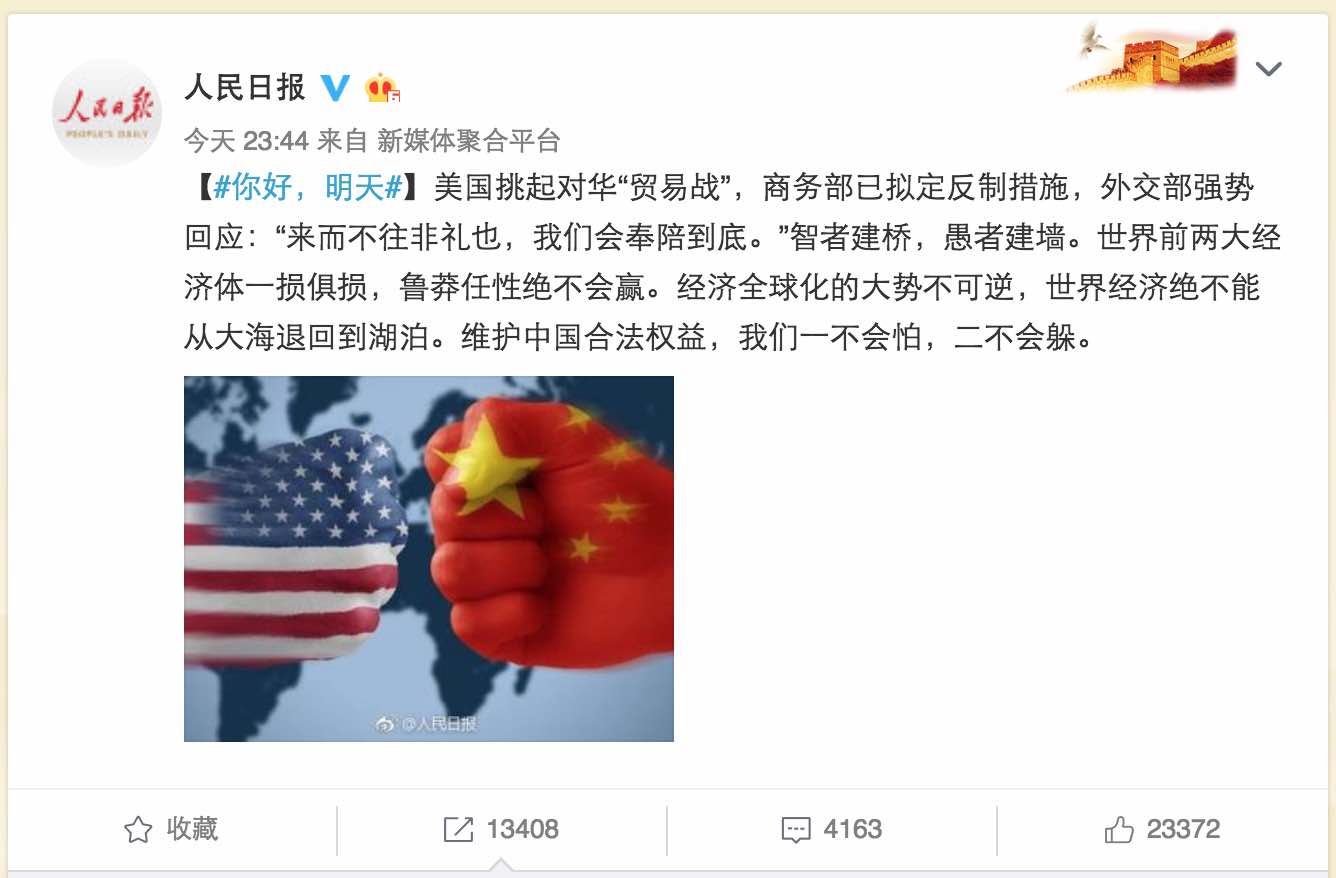 人民日报
PEOPLE'S DAILY
人民日报
6
今天 23:44 来自 新媒体聚合平台
【#你好，明天#】美国挑起对华“贸易战”，商务部已拟定反制措施，外交部强势
回应：“来而不往非礼也，我们会奉陪到底。”智者建桥，愚者建墙。世界前两大经
济体一损俱损，鲁莽任性绝不会赢。经济全球化的大势不可逆，世界经济绝不能
从大海退回到湖泊。维护中国合法权益，我们一不会怕，二不会躲。
@人民日报
收藏
13408
4163
23372